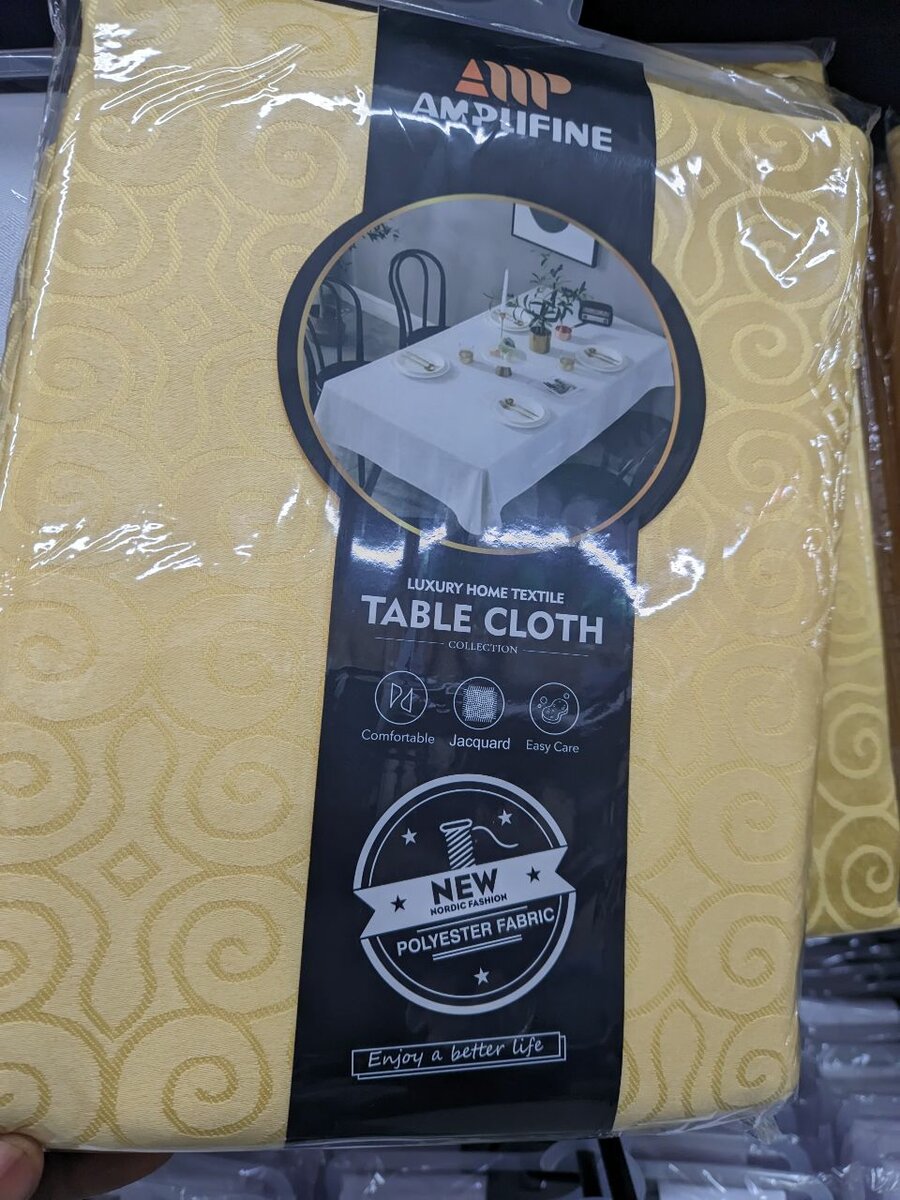 AMP
AMPLIFINE
LUXURY HOME TEXTILE
TABLE CLOTH
COLLECTION
Comfortable Jacquard Easy Care
NEW
NORDIC FASHION
POLYESTER FABRIC
Enjoy a better life